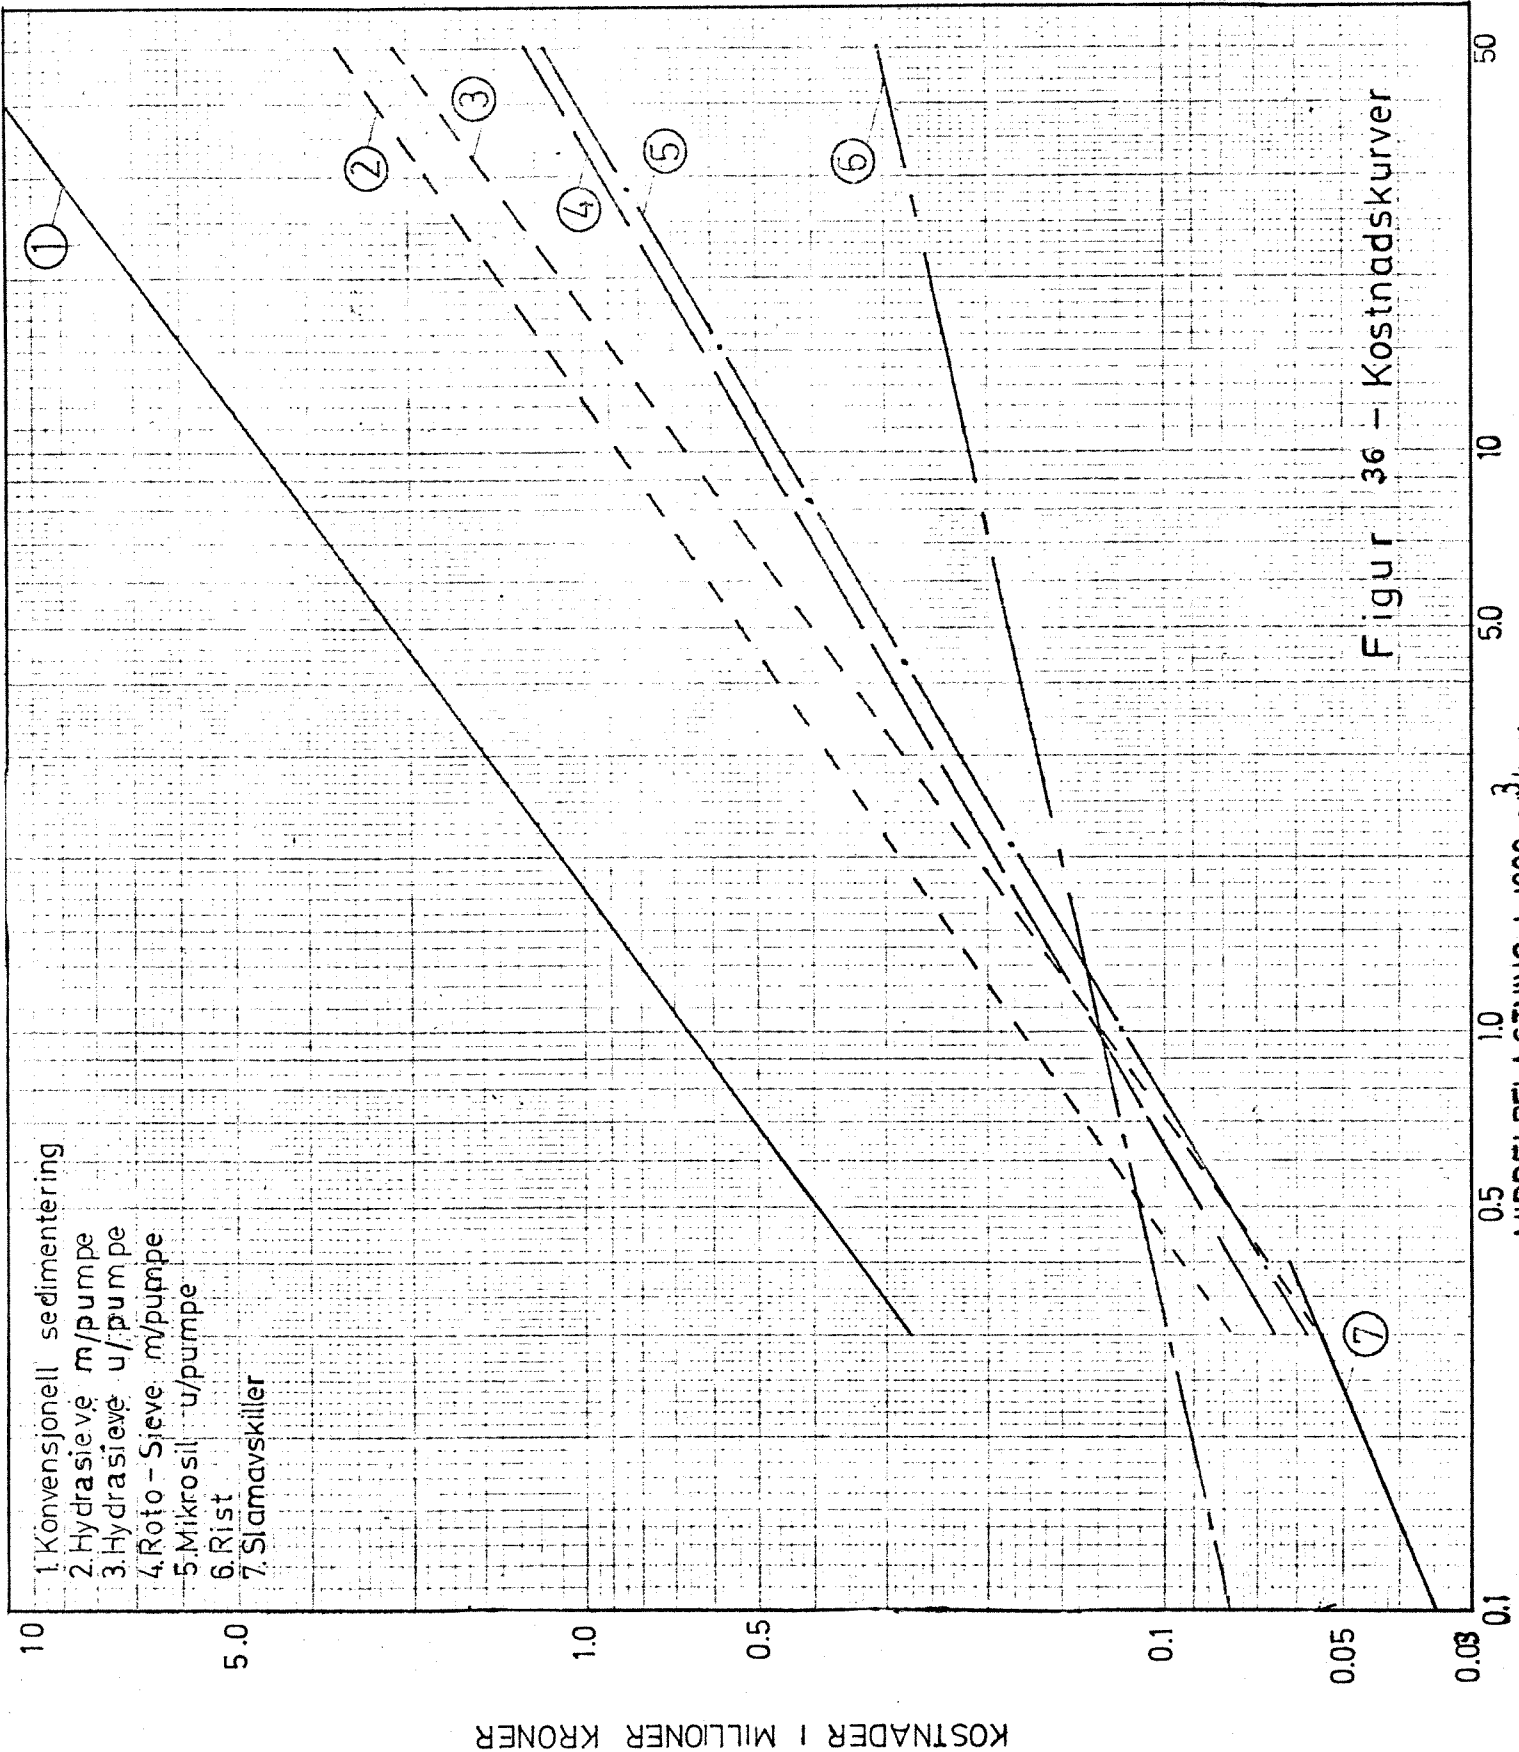 1.Konvensjonell sedimentering
2.Hydrasieve m/pumpe
3.Hydrasieve u/pumpe
4.Roto-Sieve m/pumpe
5.Mikrosil u/pumpe
6.Rist
7.Slamavskiller
1
2
3
4
5
6
7
KOSTNADER I MILLIONER KRONER
10
5.0
1.0
0.5
0.1
0.05
0.03
0.1
0.5
1.0
5.0
10
50
Figur 36 - Kostnadskurver